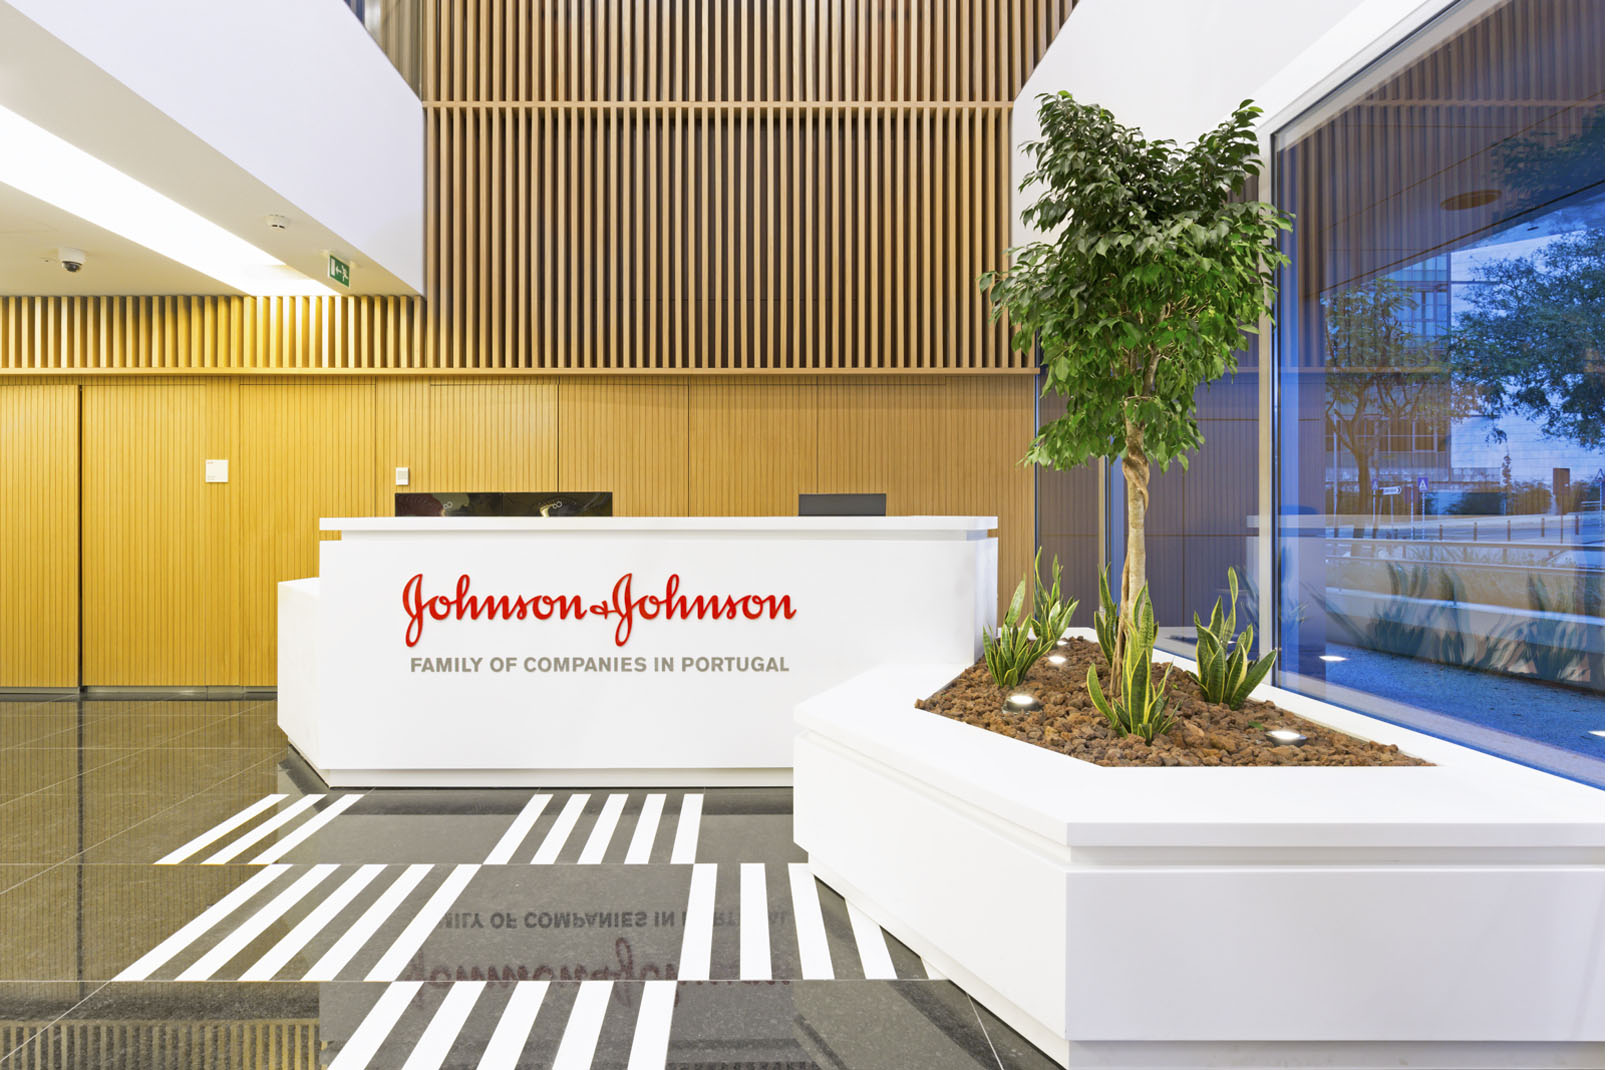 Johnson & Johnson
FAMILY OF COMPANIES IN PORTUGAL